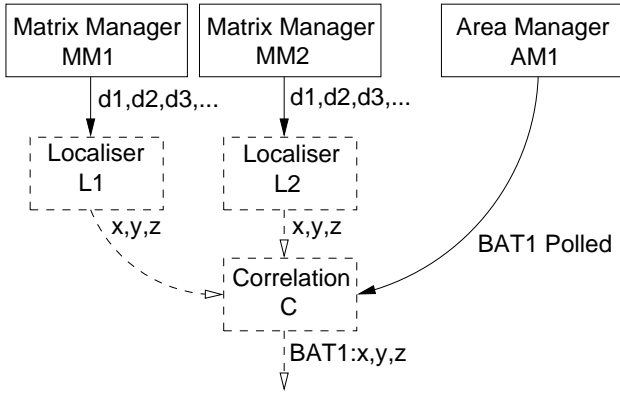 Matrix Manager
MM1
Matrix Manager
MM2
Area Manager
AM1
d1,d2,d3,...
d1,d2,d3,...
Localiser
L1
Localiser
L2
x,y,z
x,y,z
BAT1 Polled
Correlation
C
BAT1:x,y,z